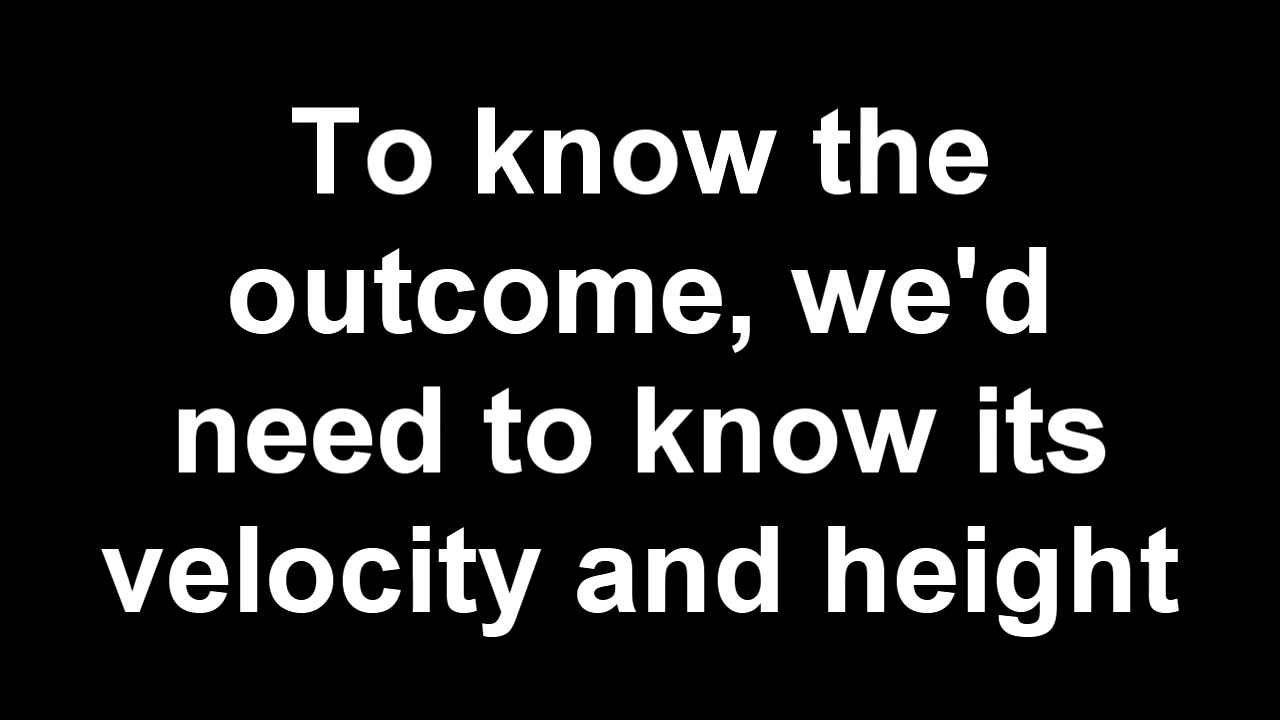 To know the
outcome, we'd
need to know its
velocity and height